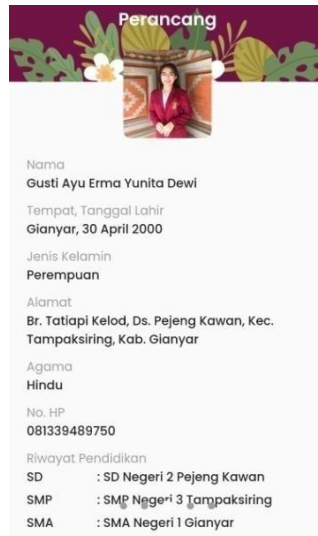 Perancang
Nama
Gusti Ayu Erma Yunita Dewi
Tempat, Tanggal Lahir
Gianyar, 30 April 2000
Jenis Kelamin
Perempuan
Alamat
Br. Tatiapi Kelod, Ds. Pejeng Kawan, Kec.
Tampaksiring, Kab. Gianyar
Agama
Hindu
No. HP
081339489750
Riwayat Pendidikan
SD : SD Negeri 2 Pejeng Kawan
SMP : SMP Negeri 3 Tampaksiring
SMA : SMA Negeri 1 Gianyar